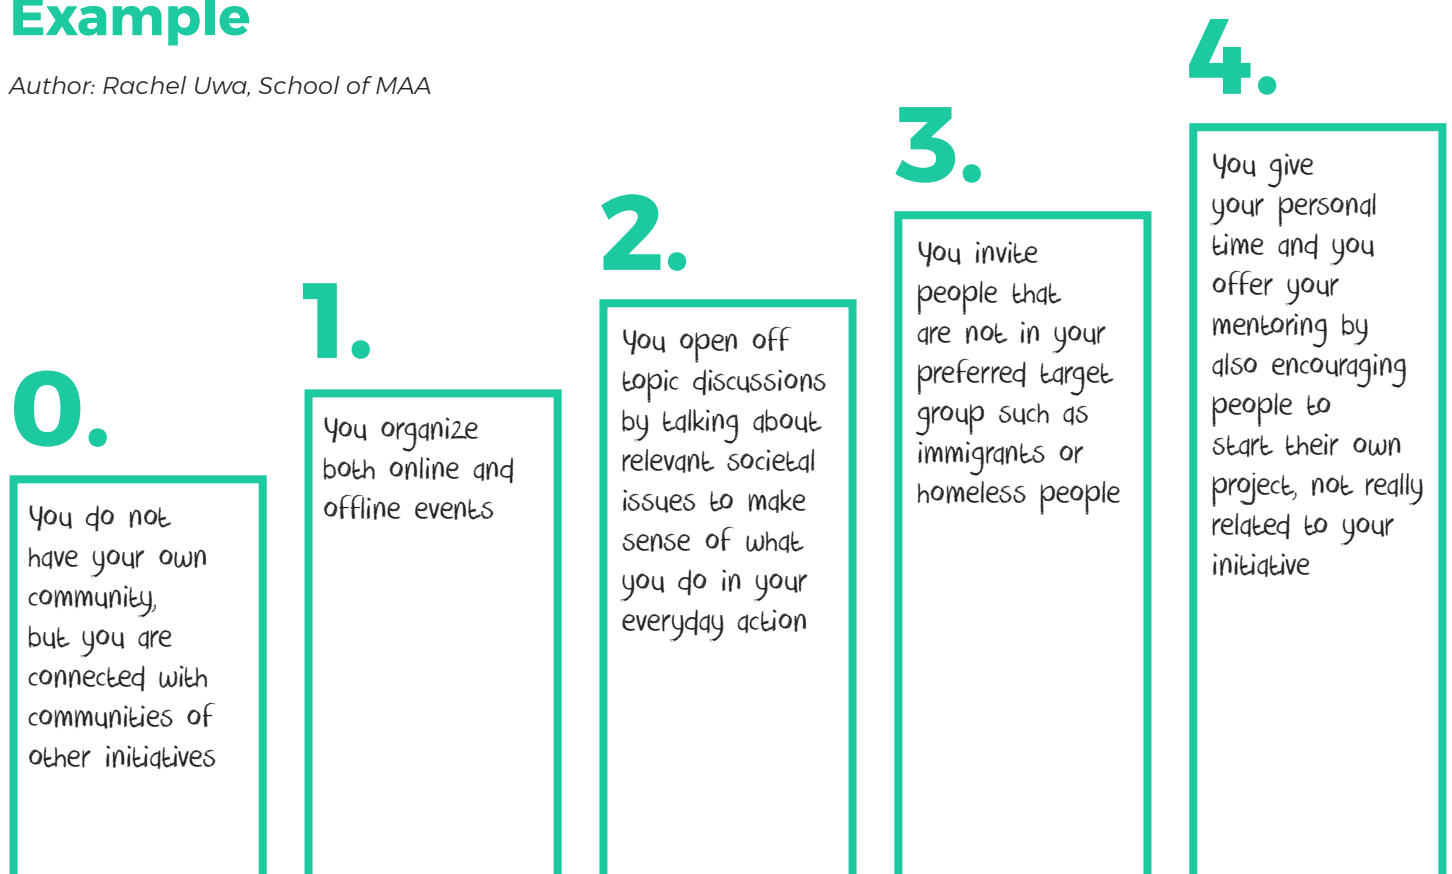 Example
Author: Rachel Uwa, School of MAA
0.
You do not
have your own
community,
but you are
connected with
communities of
other initiatives
1.
You organize
both online and
offline events
2.
You open off
topic discussions
by talking about
relevant societal
issues to make
sense of what
you do in your
everyday action
3.
You invite
people that
are not in your
preferred target
group such as
immigrants or
homeless people
4.
You give
your personal
time and you
offer your
mentoring by
also encouraging
people to
start their own
project, not really
related to your
initiative